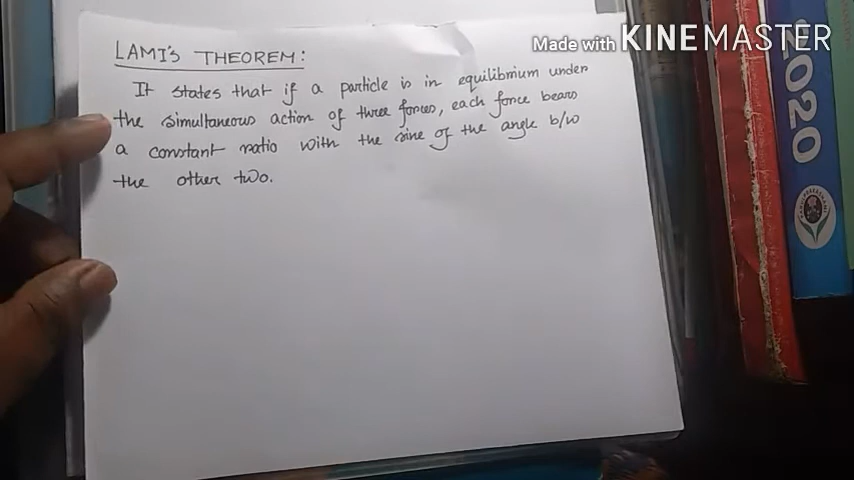 Made with KINEMASTER
LAMI'S THEOREM:
It states that if a particle is in equilibrium under
the simultaneous action of three forces, each force bears
a constant ratio with the sine of the angle b/w
the other two.
2020